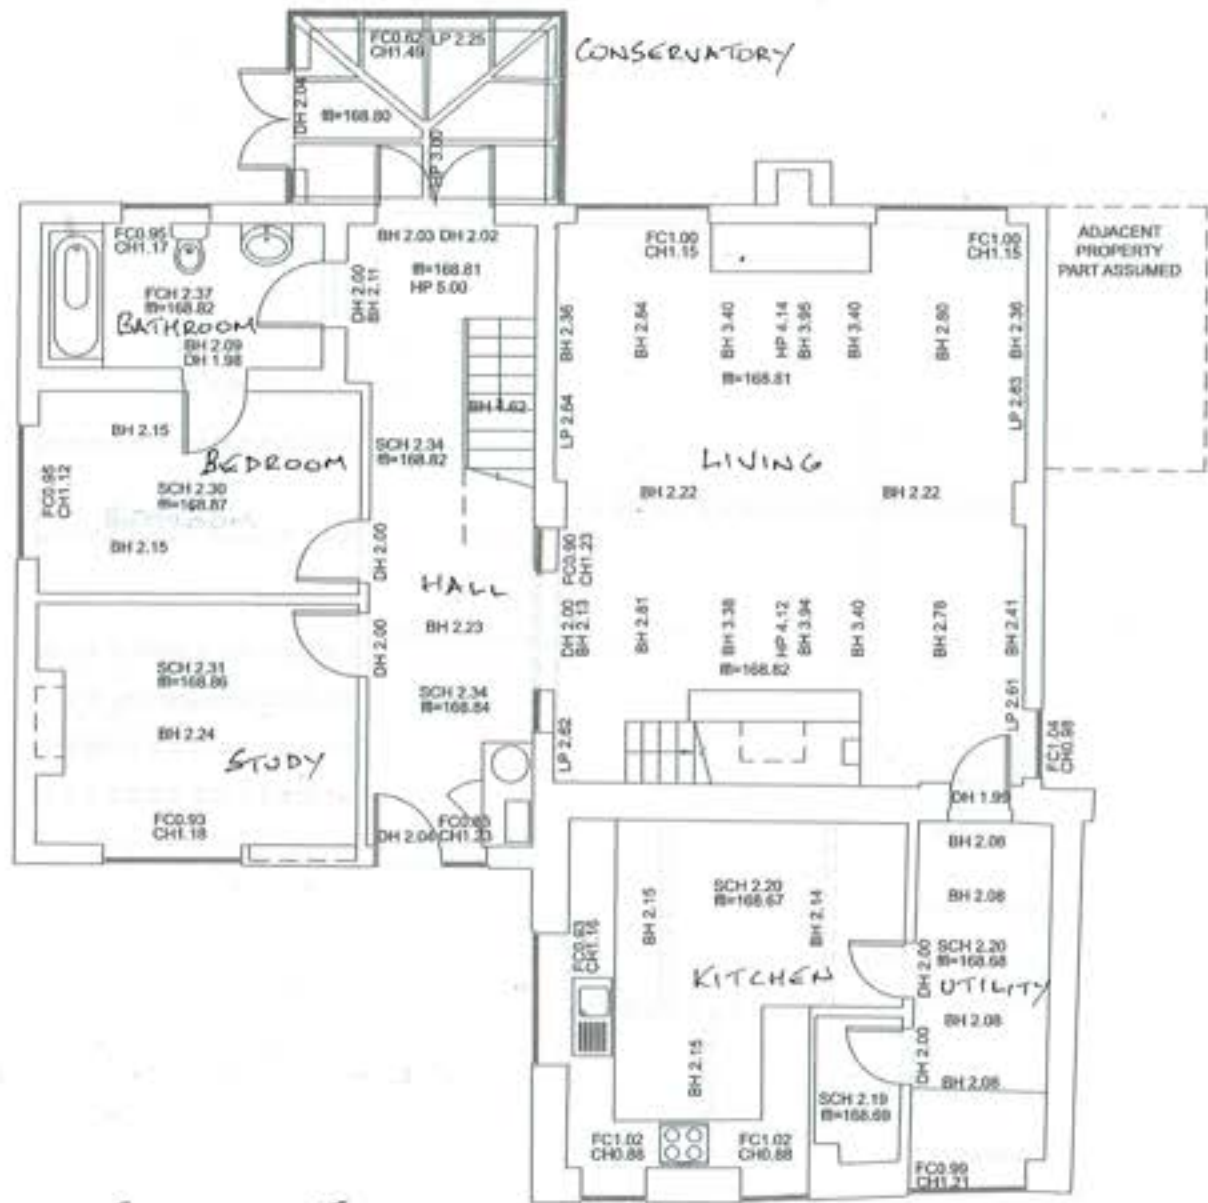 FC0.62 LP 2.25
CH1.49
CONSERVATORY
DH 2.04
ffl=168.80
HP 3.00
FC0.95
CH1.17
BH 2.03 DH 2.02
ffl=168.81
HP 5.00
DH 2.00
BH 2.11
FCH 2.37
ffl=168.82
BATHROOM
BH 2.09
DH 1.98
FC1.00
CH1.15
FC1.00
CH1.15
ADJACENT
PROPERTY
PART ASSUMED
BH 2.36
BH 2.84
BH 3.40
HP 4.14
BH 3.95
BH 3.40
BH 2.80
BH 2.36
ffl=168.81
LP 2.64
LP 2.63
BH 2.15
BEDROOM
FC0.95
CH1.12
SCH 2.30
ffl=168.87
BH 2.15
SCH 2.34
ffl=168.82
LIVING
BH 2.22
BH 2.22
DH 2.00
FC0.90
CH1.23
HALL
DH 2.00
BH 2.23
DH 2.00
BH 2.13
BH 2.81
BH 3.38
HP 4.12
BH 3.94
BH 3.40
BH 2.78
BH 2.41
ffl=168.82
SCH 2.31
ffl=168.86
BH 2.24
STUDY
SCH 2.34
ffl=168.84
LP 2.62
LP 2.61
FC1.04
CH0.98
FC0.93
CH1.18
DH 2.04
CH1.23
DH 1.99
BH 2.06
BH 2.08
SCH 2.20
ffl=168.67
BH 2.15
BH 2.14
FC0.93
CH1.16
KITCHEN
DH 2.00
SCH 2.20
ffl=168.68
UTILITY
BH 2.08
BH 2.15
DH 2.00
BH 2.08
SCH 2.19
ffl=168.69
FC1.02
CH0.86
FC1.02
CH0.88
FC0.99
CH1.21